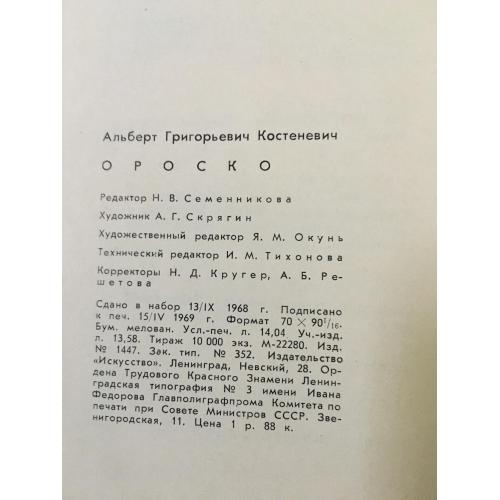 Альберт Григорьевич Костеневич
ОРОСКО
Редактор Н. В. Семенникова
Художник А. Г. Скрягин
Художественный редактор Я. М. Окунь
Технический редактор И. М. Тихонова
Корректоры Н. Д. Кругер, А. Б. Ре-
шетова
Сдано в набор 13/IX 1968 г. Подписано
к печ. 15/IV 1969 г. Формат 70 × 90¹/₁₆.
Бум. мелован. Усл.-печ. л. 14,04 Уч.-изд.
л. 13,58. Тираж 10 000 экз. М-22280. Изд.
№ 1447. Зак. тип. № 352. Издательство
«Искусство». Ленинград, Невский, 28. Ор-
дена Трудового Красного Знамени Ленин-
градская типография № 3 имени Ивана
Федорова Главполиграфпрома Комитета по
печати при Совете Министров СССР. Зве-
нигородская, 11. Цена 1 р. 88 к.